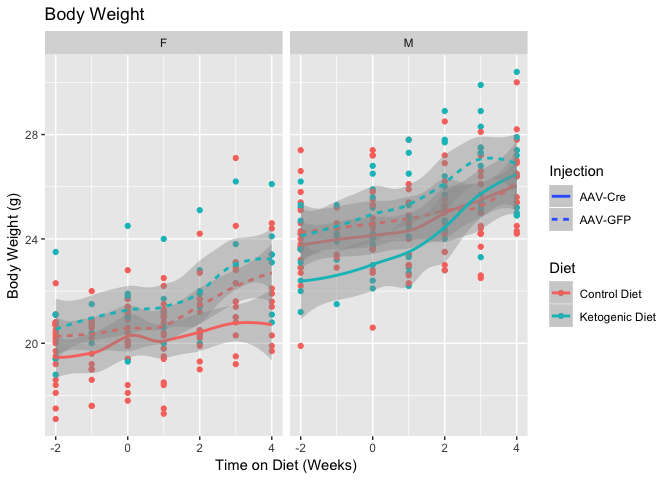 Body Weight
F
M
Body Weight (g)
28
24
20
-2
0
2
4
-2
0
2
4
Time on Diet (Weeks)
Injection
AAV-Cre
AAV-GFP
Diet
Control Diet
Ketogenic Diet